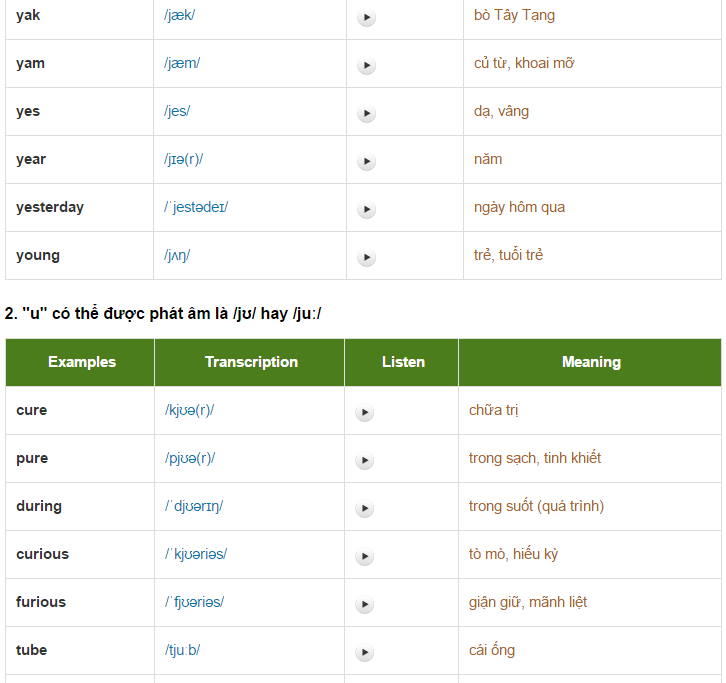 yak /jæk/ bò Tây Tạng
yam /jæm/ củ từ, khoai mỡ
yes /jes/ dạ, vâng
year /jɪə(r)/ năm
yesterday /ˈjestədeɪ/ ngày hôm qua
young /jʌŋ/ trẻ, tuổi trẻ
2. "u" có thể được phát âm là /jʊ/ hay /juː/
Examples Transcription Listen Meaning
cure /kjʊə(r)/ chữa trị
pure /pjʊə(r)/ trong sạch, tinh khiết
during /ˈdjʊərɪŋ/ trong suốt (quá trình)
curious /ˈkjʊəriəs/ tò mò, hiếu kỳ
furious /ˈfjʊəriəs/ giận giữ, mãnh liệt
tube /tjuːb/ cái ống